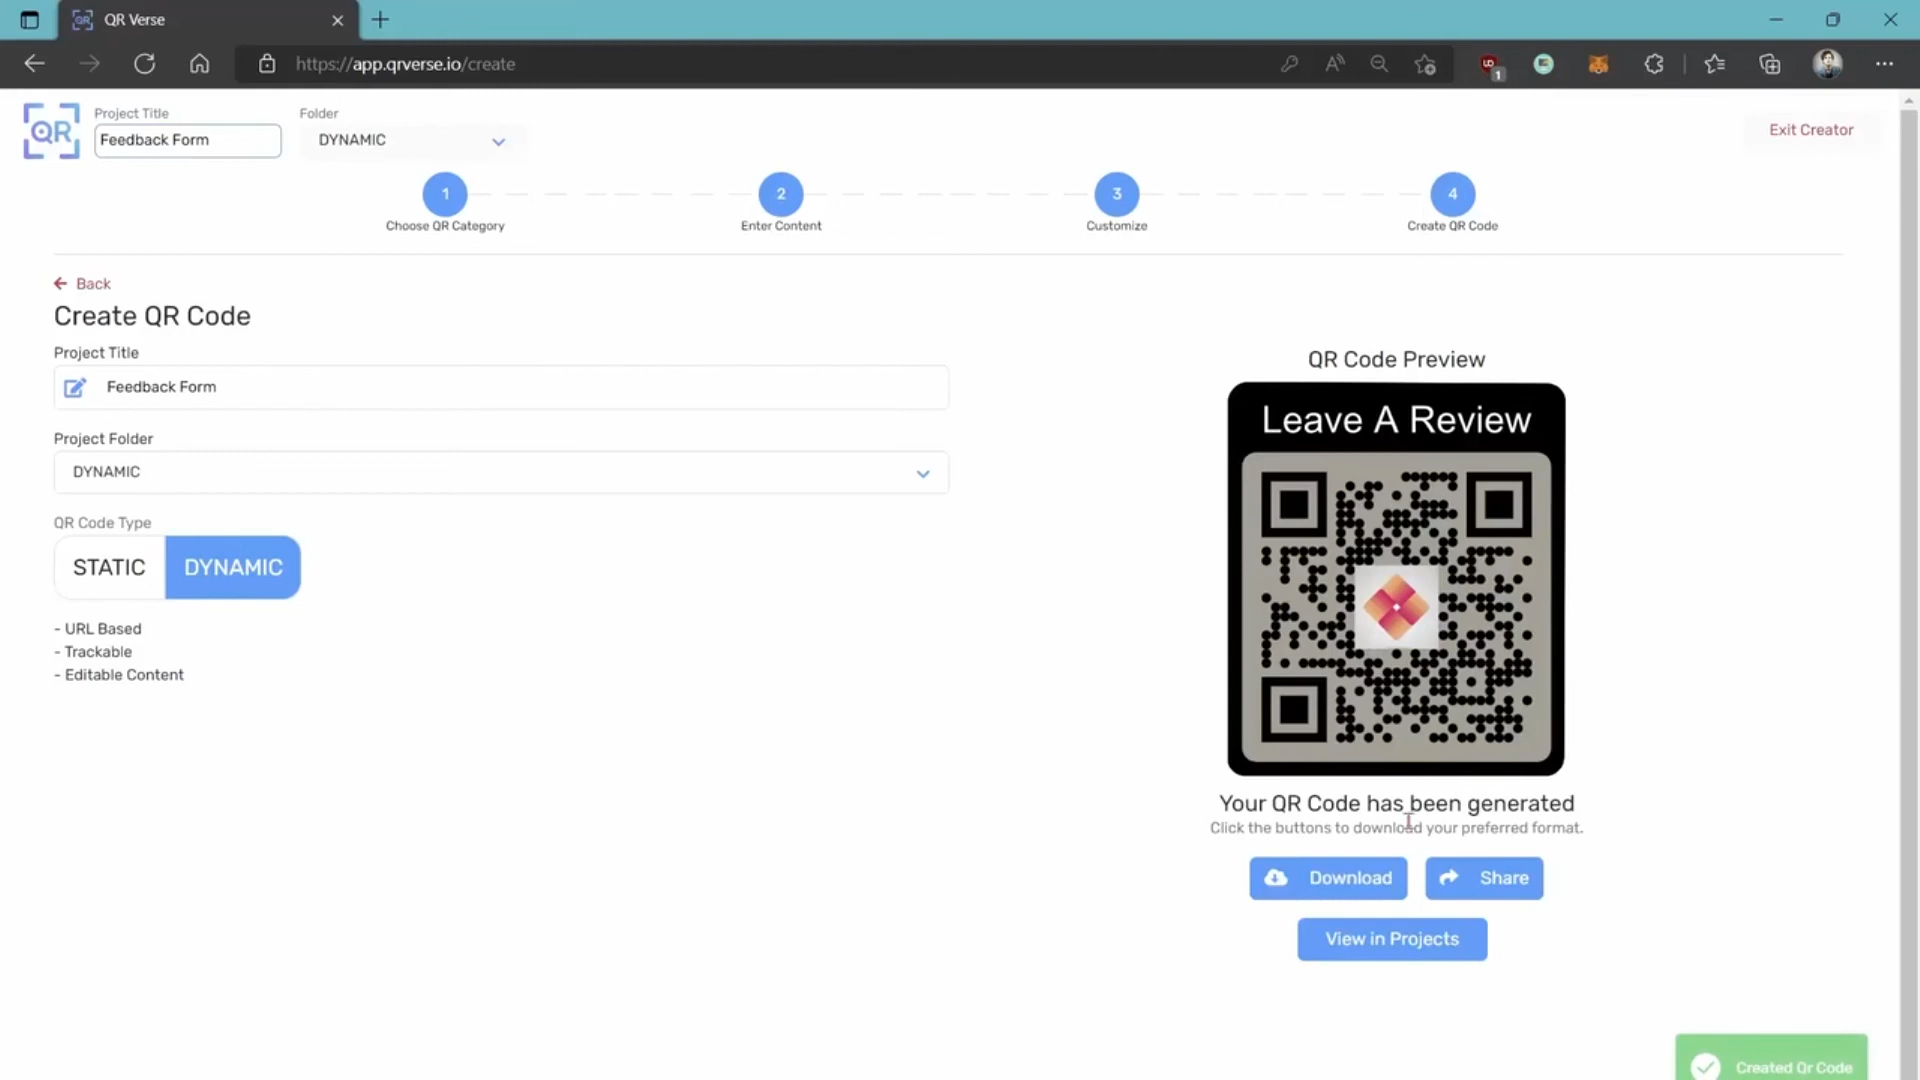 QR Verse
https://app.qrverse.io/create
1
QR
Project Title
Feedback Form
Folder
DYNAMIC
Exit Creator
1
2
3
4
Choose QR Category
Enter Content
Customize
Create QR Code
Back
Create QR Code
Project Title
Feedback Form
Project Folder
DYNAMIC
QR Code Type
STATIC
DYNAMIC
- URL Based
- Trackable
- Editable Content
QR Code Preview
Leave A Review
Your QR Code has been generated
Click the buttons to download your preferred format.
Download
Share
View in Projects
Created Qr Code